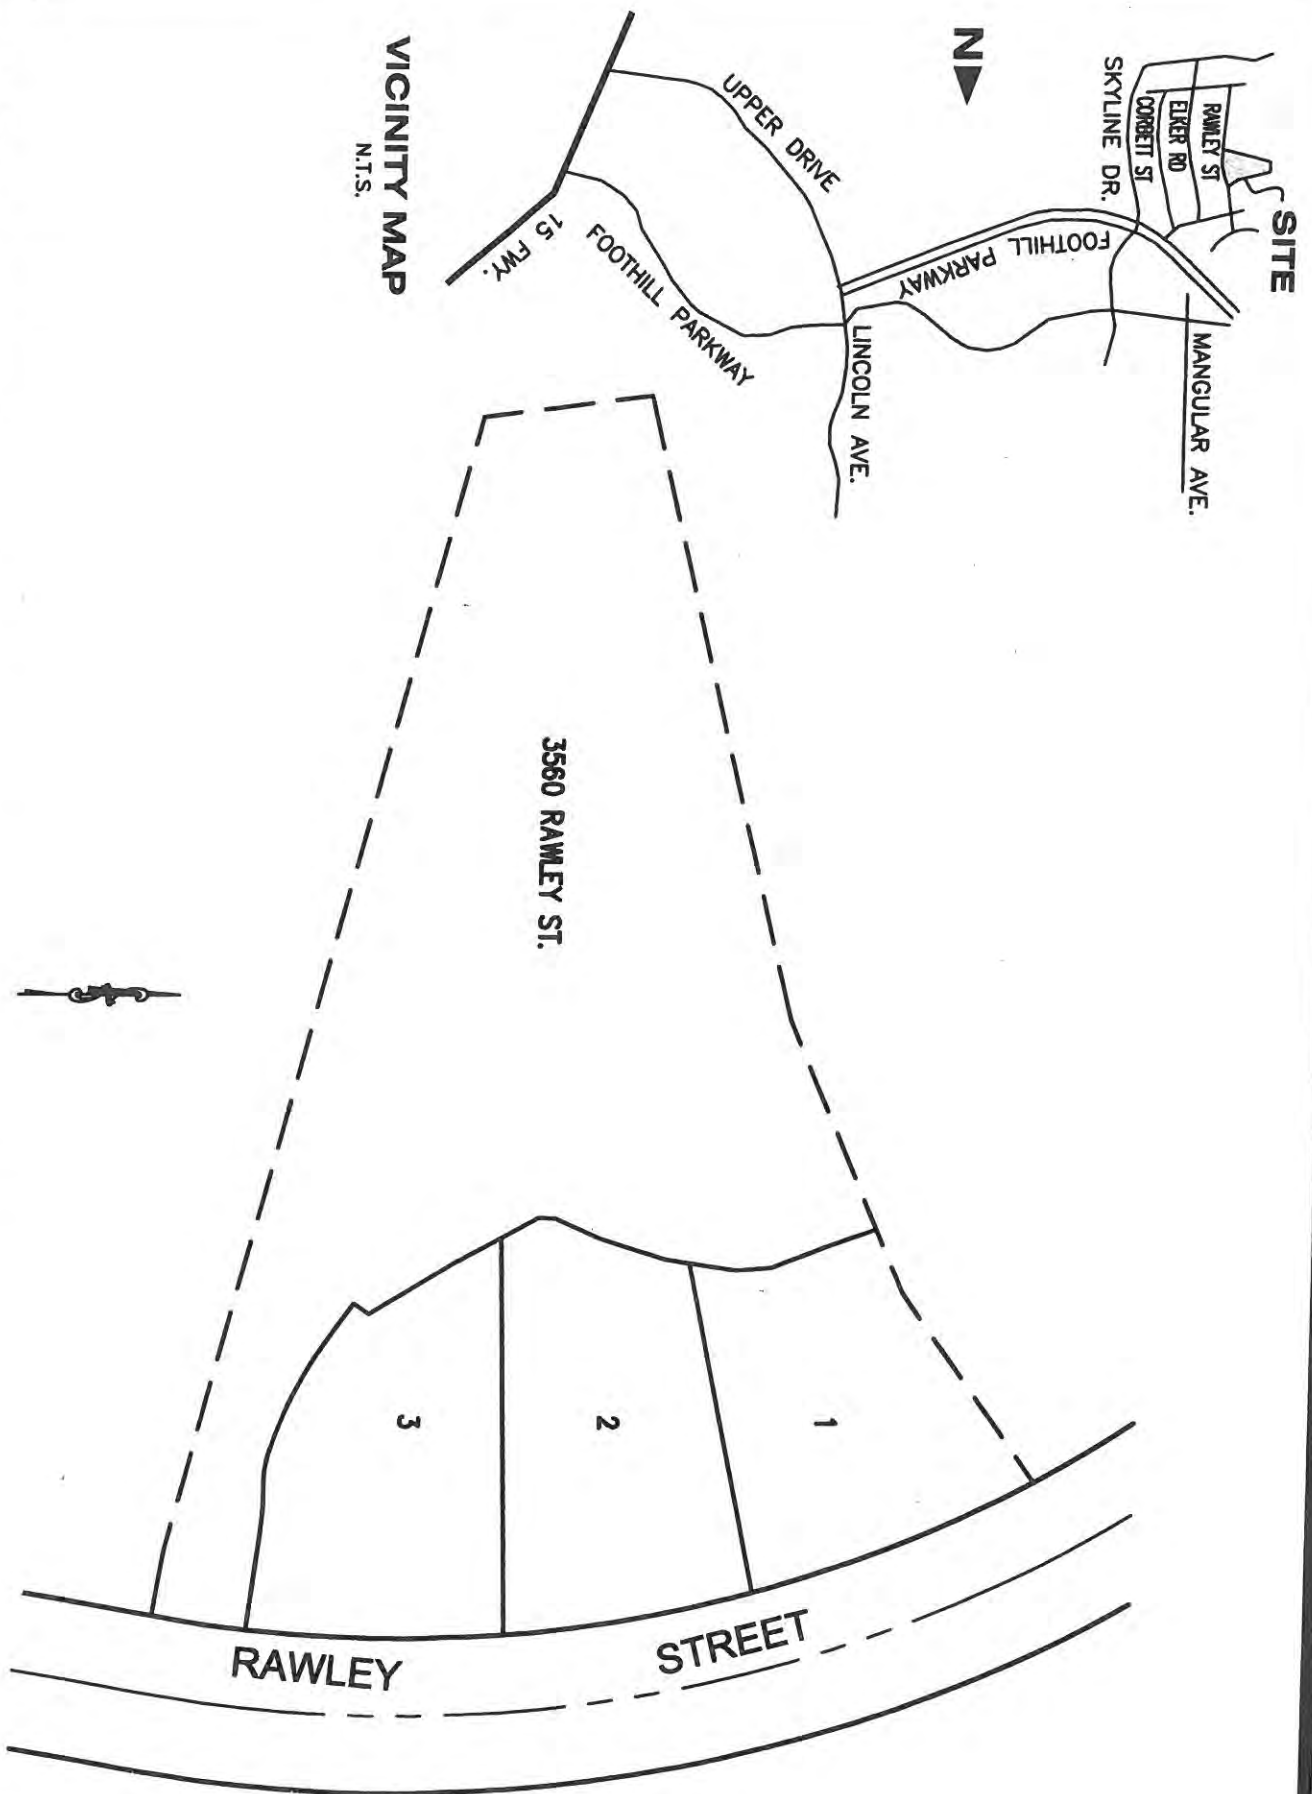 SITE
RAWLEY ST
ELKER RD
CORBETT ST
SKYLINE DR.
MANGULAR AVE.
FOOTHILL PARKWAY
N
UPPER DRIVE
LINCOLN AVE.
FOOTHILL PARKWAY
15 FWY.
VICINITY MAP
N.T.S.
3560 RAWLEY ST.
1
2
3
RAWLEY STREET